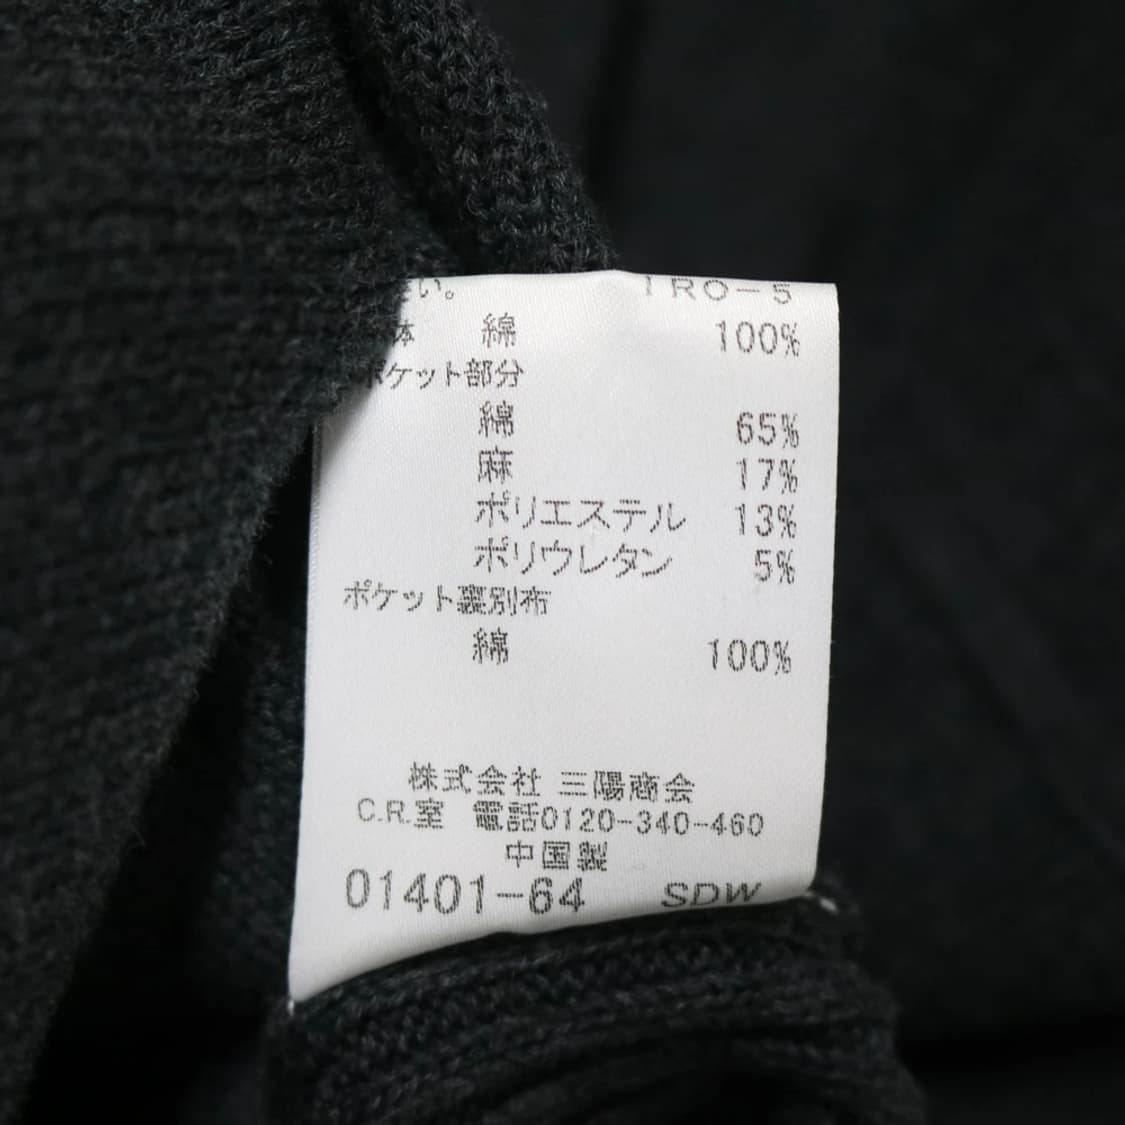 い。 IRO-5
体 綿 100%
ポケット部分
綿 65%
麻 17%
ポリエステル 13%
ポリウレタン 5%
ポケット裏別布
綿 100%
株式会社 三陽商会
C.R.室 電話0120-340-460
中国製
01401-64 SDW